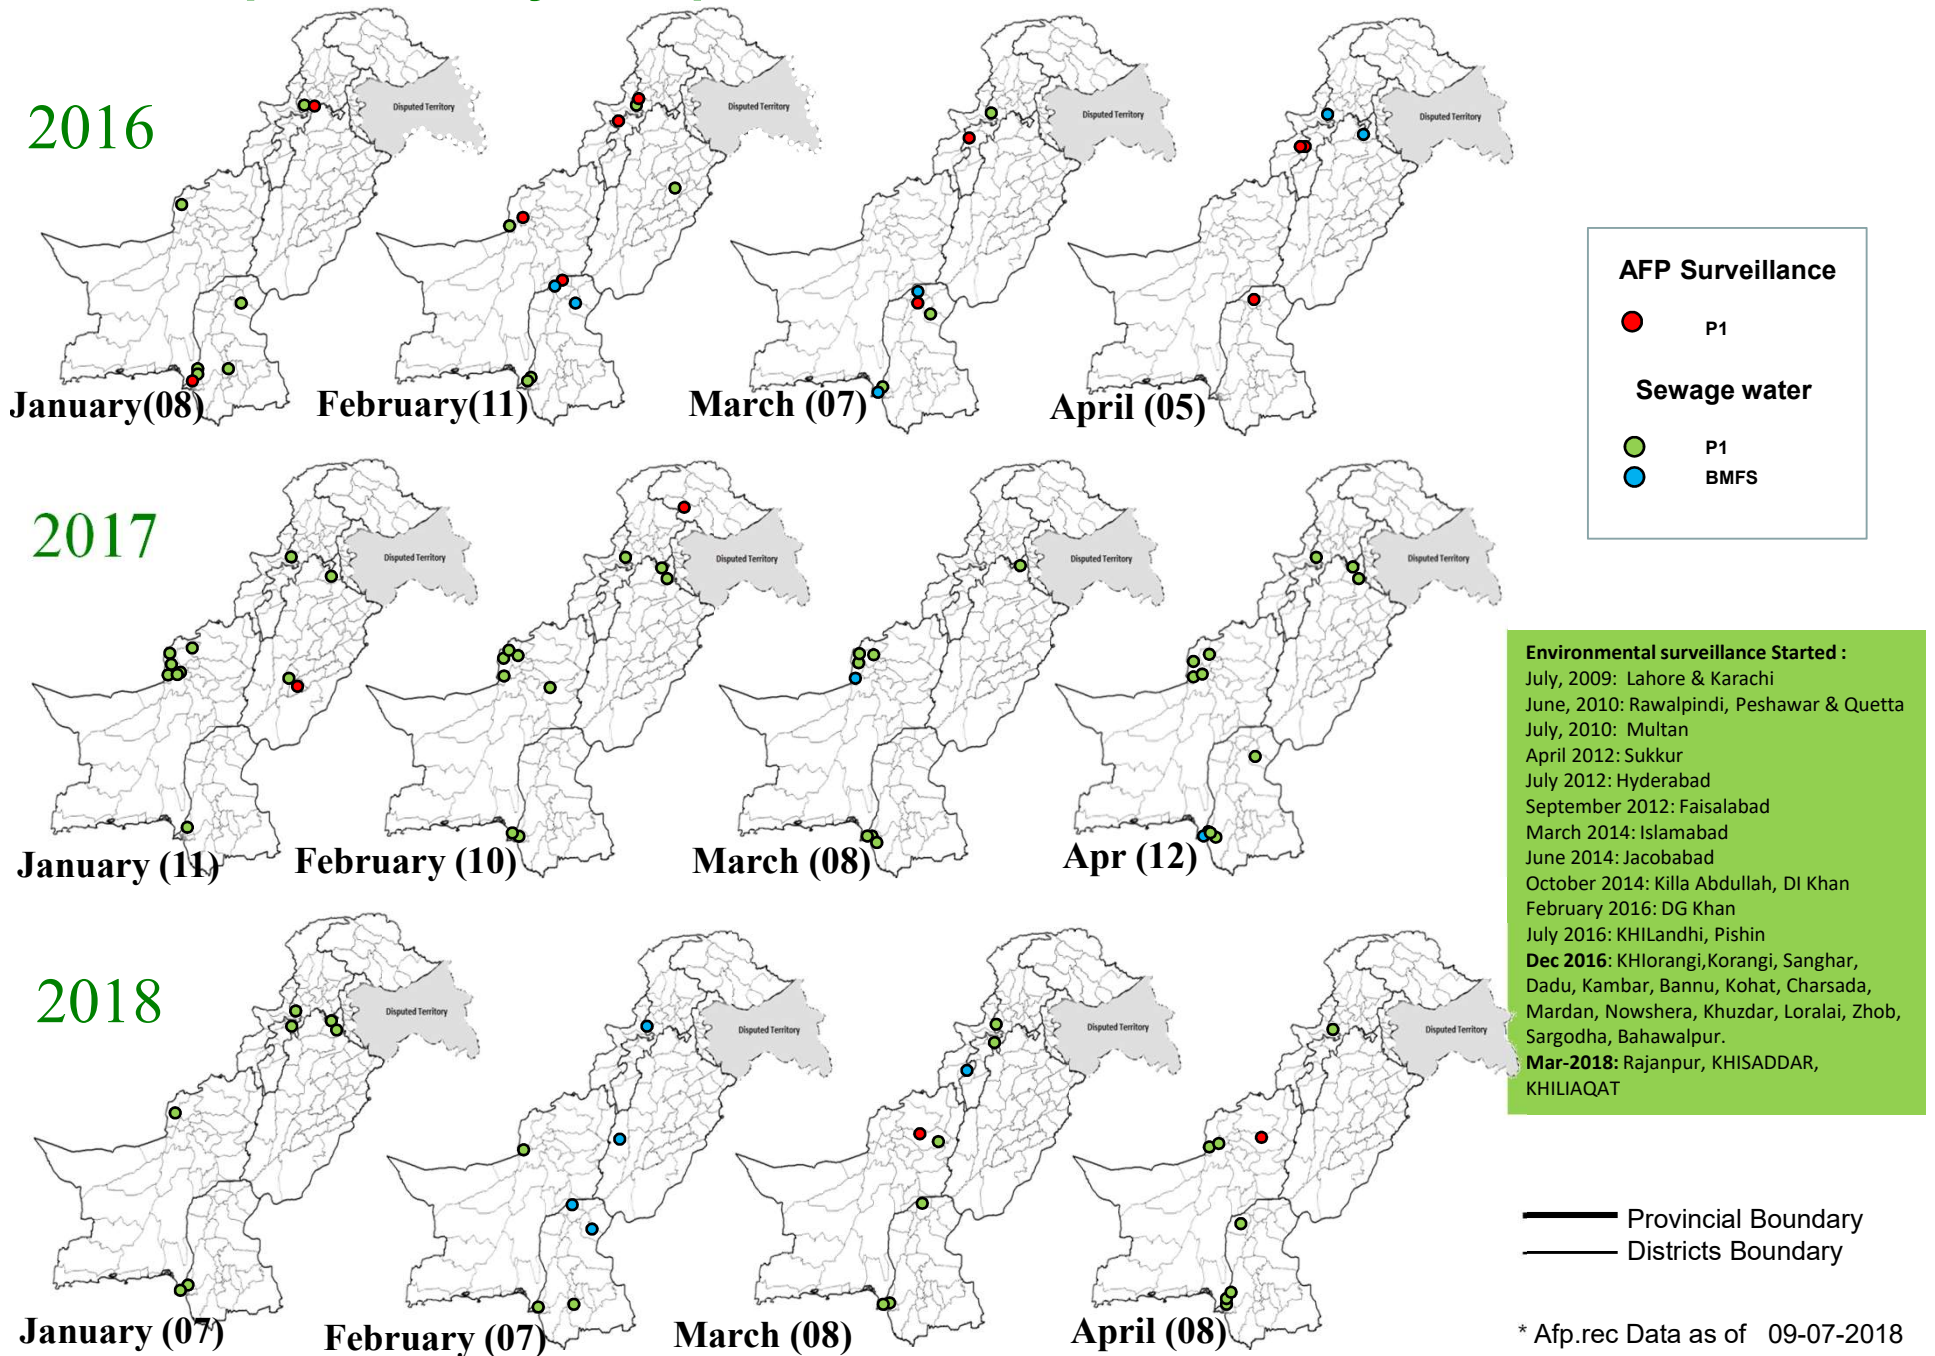 2016
Disputed Territory
Disputed Territory
Disputed Territory
Disputed Territory
January(08)
February(11)
March (07)
April (05)
AFP Surveillance
P1
Sewage water
P1
BMFS
2017
Disputed Territory
Disputed Territory
Disputed Territory
Disputed Territory
January (11)
February (10)
March (08)
Apr (12)
Environmental surveillance Started :
July, 2009: Lahore & Karachi
June, 2010: Rawalpindi, Peshawar & Quetta
July, 2010: Multan
April 2012: Sukkur
July 2012: Hyderabad
September 2012: Faisalabad
March 2014: Islamabad
June 2014: Jacobabad
October 2014: Killa Abdullah, DI Khan
February 2016: DG Khan
July 2016: KHILandhi, Pishin
Dec 2016: KHIorangi,Korangi, Sanghar,
Dadu, Kambar, Bannu, Kohat, Charsada,
Mardan, Nowshera, Khuzdar, Loralai, Zhob,
Sargodha, Bahawalpur.
Mar-2018: Rajanpur, KHISADDAR,
KHILIAQAT
2018
Disputed Territory
Disputed Territory
Disputed Territory
Disputed Territory
January (07)
February (07)
March (08)
April (08)
Provincial Boundary
Districts Boundary
* Afp.rec Data as of 09-07-2018